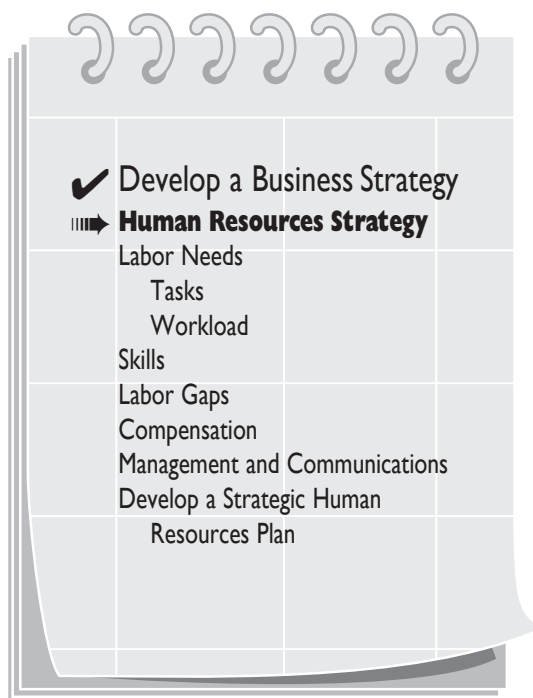 ✔ Develop a Business Strategy
Human Resources Strategy
Labor Needs
Tasks
Workload
Skills
Labor Gaps
Compensation
Management and Communications
Develop a Strategic Human
Resources Plan